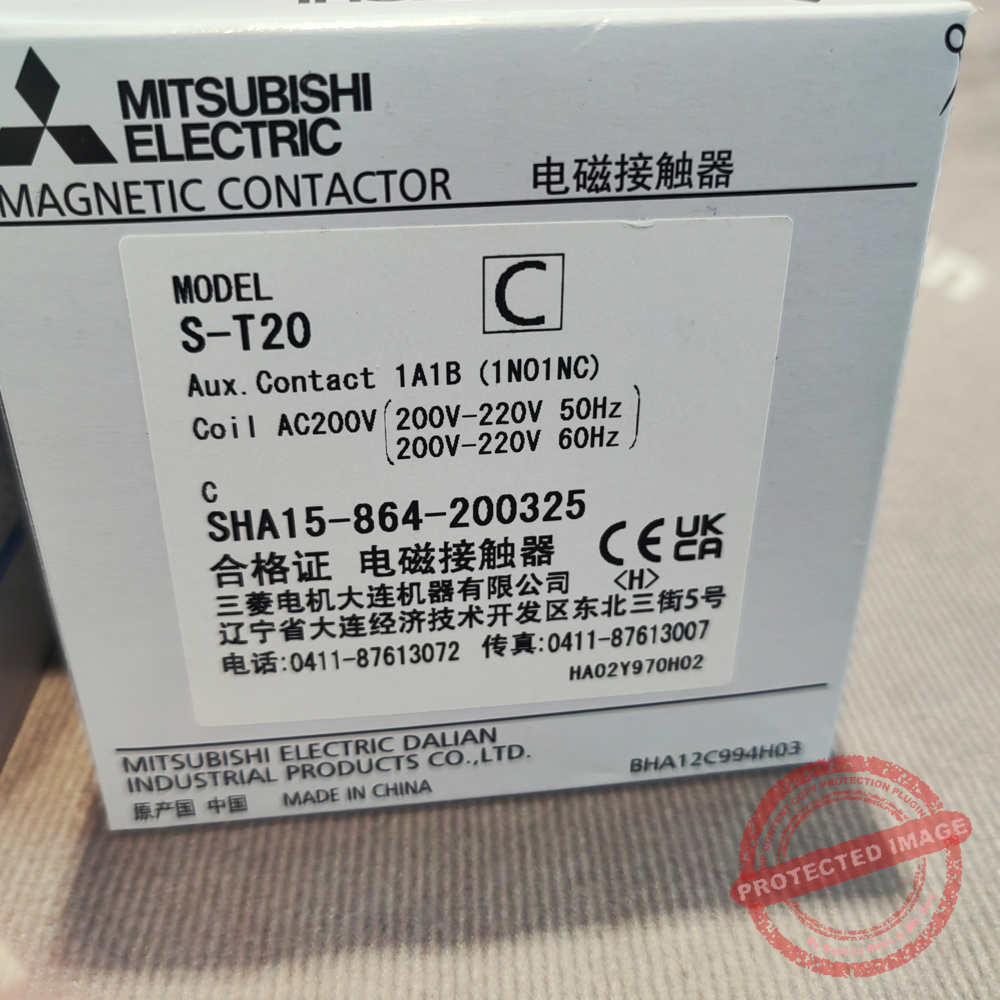 MITSUBISHI
ELECTRIC
MAGNETIC CONTACTOR 电磁接触器
MODEL
S-T20
C
Aux. Contact 1A1B (1NO1NC)
Coil AC200V (200V-220V 50Hz
200V-220V 60Hz)
C
SHA15-864-200325
合格证 电磁接触器
CE UK CA
<H>
三菱电机大连机器有限公司
辽宁省大连经济技术开发区东北三街5号
电话:0411-87613072 传真:0411-87613007
HA02Y970H02
MITSUBISHI ELECTRIC DALIAN
INDUSTRIAL PRODUCTS CO.,LTD.
原产国 中国 MADE IN CHINA
BHA12C994H03
CONTENT COPY PROTECTION PLUGIN
PROTECTED IMAGE